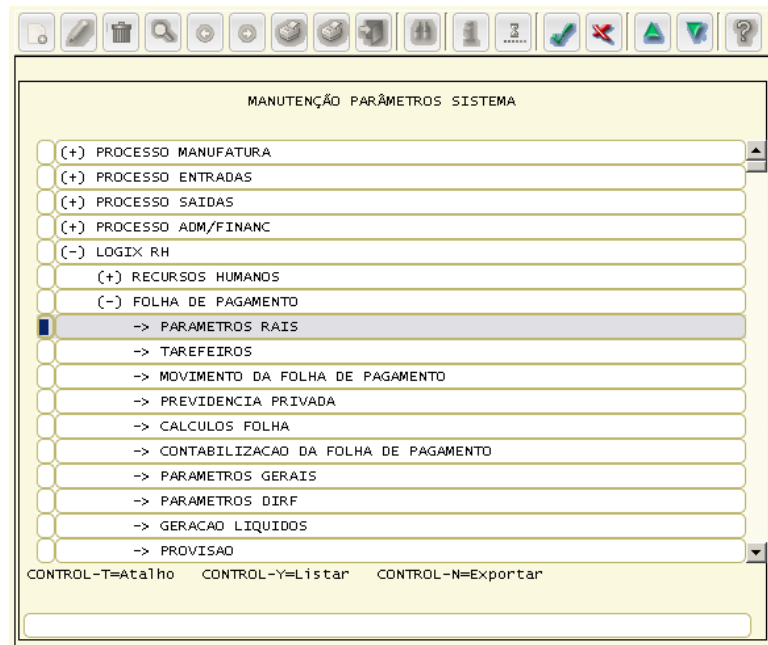 MANUTENÇÃO PARÂMETROS SISTEMA
(+) PROCESSO MANUFATURA
(+) PROCESSO ENTRADAS
(+) PROCESSO SAIDAS
(+) PROCESSO ADM/FINANC
(-) LOGIX RH
(+) RECURSOS HUMANOS
(-) FOLHA DE PAGAMENTO
-> PARAMETROS RAIS
-> TAREFEIROS
-> MOVIMENTO DA FOLHA DE PAGAMENTO
-> PREVIDENCIA PRIVADA
-> CALCULOS FOLHA
-> CONTABILIZACAO DA FOLHA DE PAGAMENTO
-> PARAMETROS GERAIS
-> PARAMETROS DIRF
-> GERACAO LIQUIDOS
-> PROVISAO
CONTROL-T=Atalho CONTROL-Y=Listar CONTROL-N=Exportar